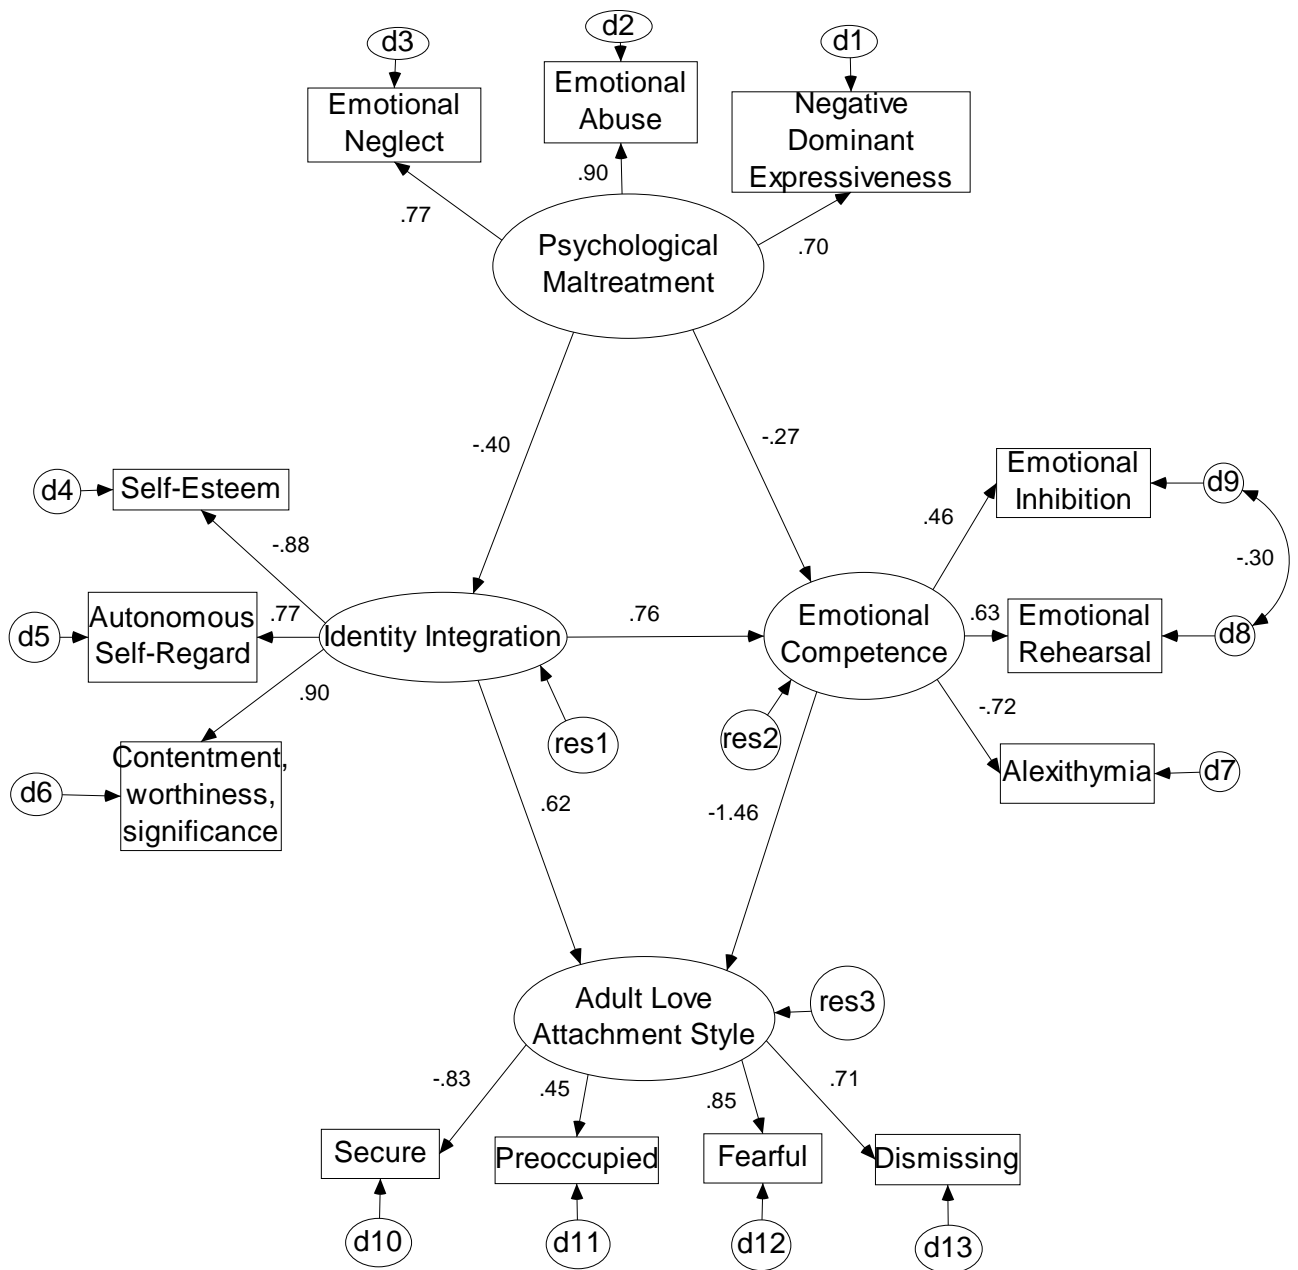 d3
d2
d1
Emotional
Neglect
Emotional
Abuse
Negative
Dominant
Expressiveness
.77
.90
.70
Psychological
Maltreatment
-.40
-.27
d4
Self-Esteem
-.88
d5
Autonomous
Self-Regard
.77
Identity Integration
.90
d6
Contentment,
worthiness,
significance
res1
.76
Emotional
Competence
res2
.46
Emotional
Inhibition
d9
-.30
.63
Emotional
Rehearsal
d8
-.72
Alexithymia
d7
.62
-1.46
Adult Love
Attachment Style
res3
-.83
.45
.85
.71
Secure
Preoccupied
Fearful
Dismissing
d10
d11
d12
d13